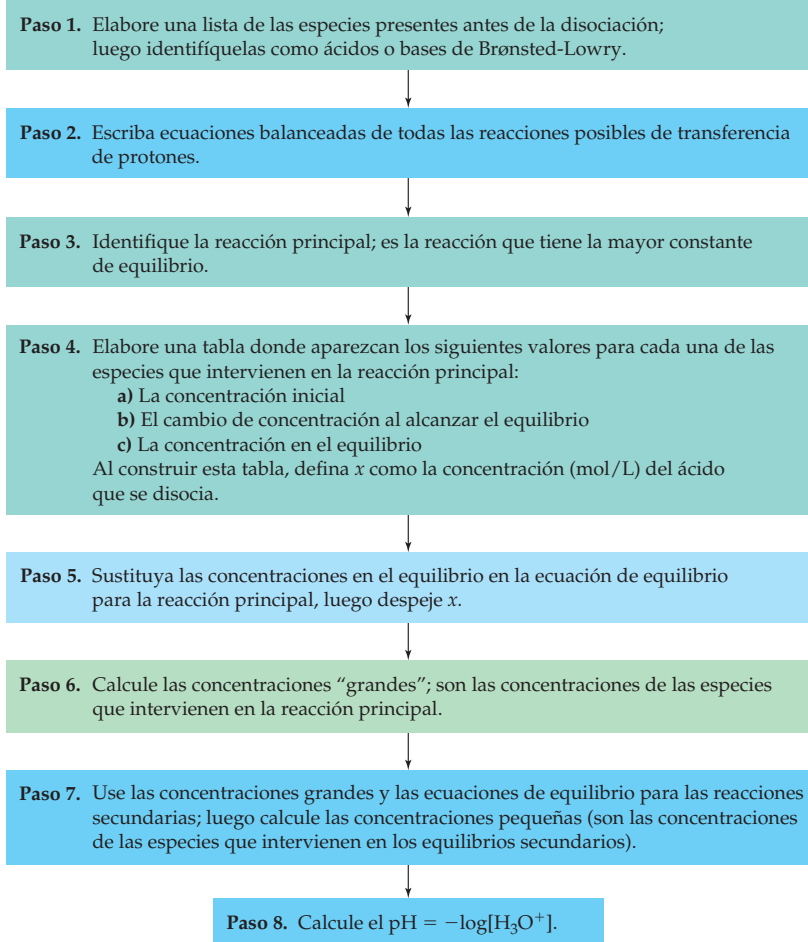 Paso 1. Elabore una lista de las especies presentes antes de la disociación;
luego identifíquelas como ácidos o bases de Brønsted-Lowry.
Paso 2. Escriba ecuaciones balanceadas de todas las reacciones posibles de transferencia
de protones.
Paso 3. Identifique la reacción principal; es la reacción que tiene la mayor constante
de equilibrio.
Paso 4. Elabore una tabla donde aparezcan los siguientes valores para cada una de las
especies que intervienen en la reacción principal:
a) La concentración inicial
b) El cambio de concentración al alcanzar el equilibrio
c) La concentración en el equilibrio
Al construir esta tabla, defina x como la concentración (mol/L) del ácido
que se disocia.
Paso 5. Sustituya las concentraciones en el equilibrio en la ecuación de equilibrio
para la reacción principal, luego despeje x.
Paso 6. Calcule las concentraciones “grandes”; son las concentraciones de las especies
que intervienen en la reacción principal.
Paso 7. Use las concentraciones grandes y las ecuaciones de equilibrio para las reacciones
secundarias; luego calcule las concentraciones pequeñas (son las concentraciones
de las especies que intervienen en los equilibrios secundarios).
Paso 8. Calcule el pH = −log[H₃O⁺].